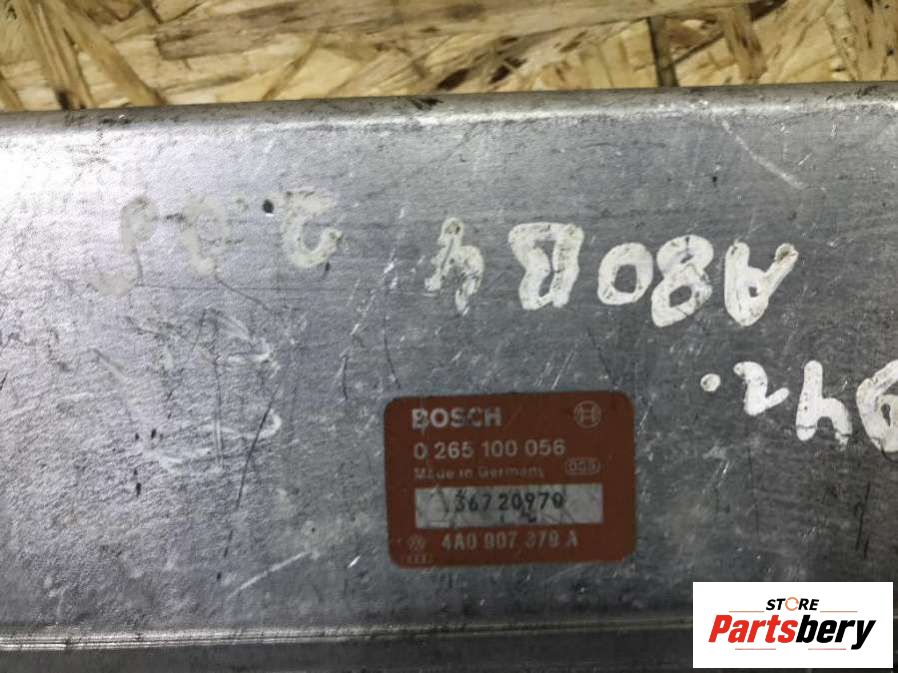 A80 B4
BOSCH
0 265 100 056
Made in Germany
36720970
4A0 907 379 A
STORE
Partsbery